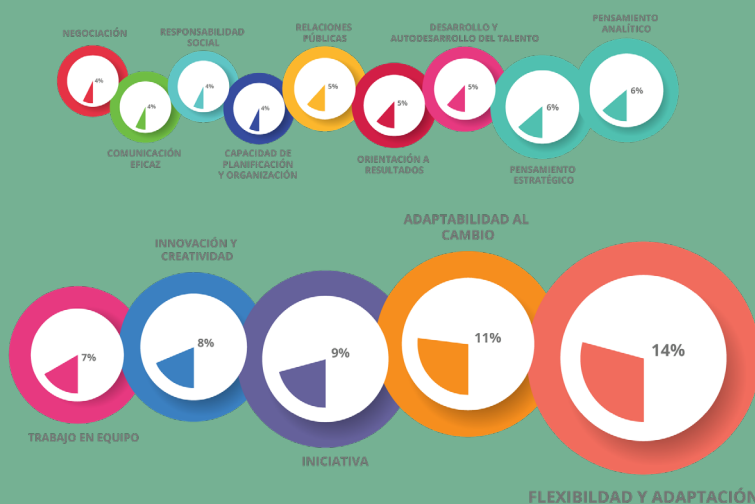 NEGOCIACIÓN
4%
COMUNICACIÓN
EFICAZ
4%
RESPONSABILIDAD
SOCIAL
4%
CAPACIDAD DE
PLANIFICACIÓN
Y ORGANIZACIÓN
4%
RELACIONES
PÚBLICAS
5%
ORIENTACIÓN A
RESULTADOS
5%
DESARROLLO Y
AUTODESARROLLO DEL TALENTO
5%
PENSAMIENTO
ESTRATÉGICO
6%
PENSAMIENTO
ANALÍTICO
6%
TRABAJO EN EQUIPO
7%
INNOVACIÓN Y
CREATIVIDAD
8%
INICIATIVA
9%
ADAPTABILIDAD AL
CAMBIO
11%
14%
FLEXIBILDAD Y ADAPTACIÓN